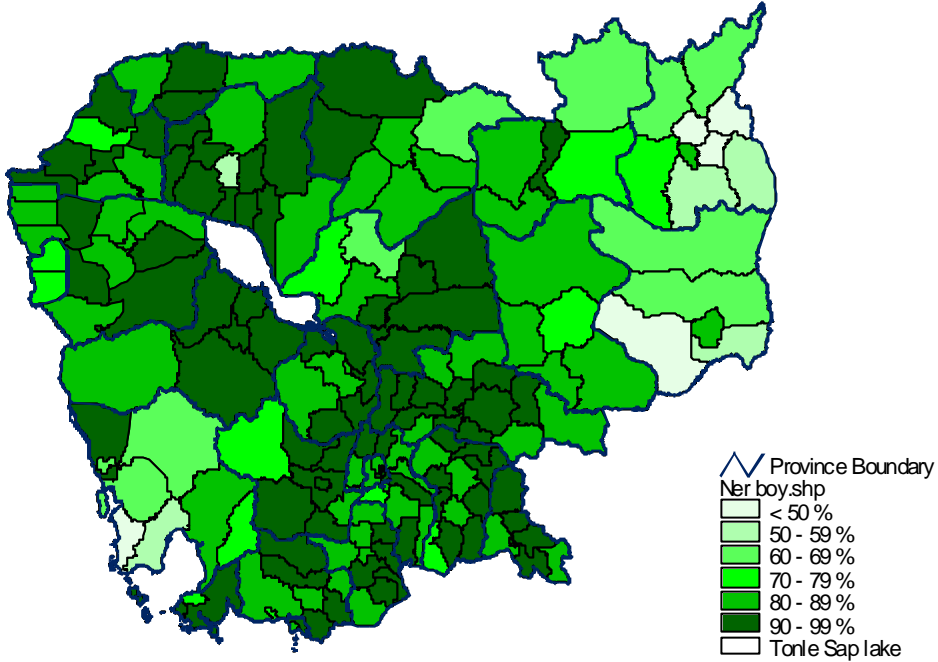 Province Boundary
Ner boy.shp
< 50 %
50 - 59 %
60 - 69 %
70 - 79 %
80 - 89 %
90 - 99 %
Tonle Sap lake